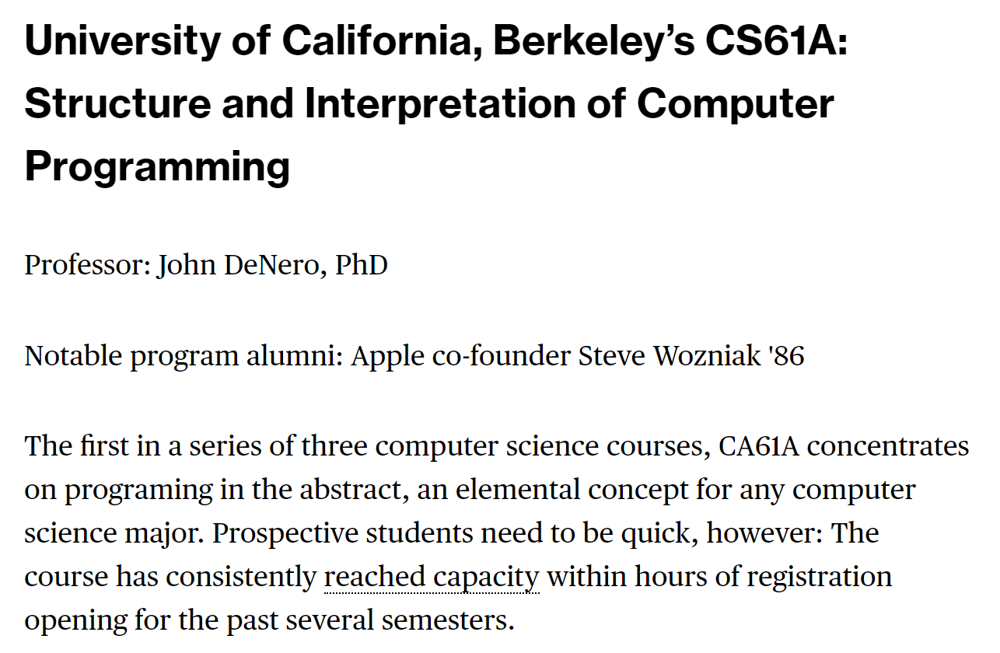 University of California, Berkeley’s CS61A:
Structure and Interpretation of Computer
Programming
Professor: John DeNero, PhD
Notable program alumni: Apple co-founder Steve Wozniak '86
The first in a series of three computer science courses, CA61A concentrates
on programing in the abstract, an elemental concept for any computer
science major. Prospective students need to be quick, however: The
course has consistently reached capacity within hours of registration
opening for the past several semesters.